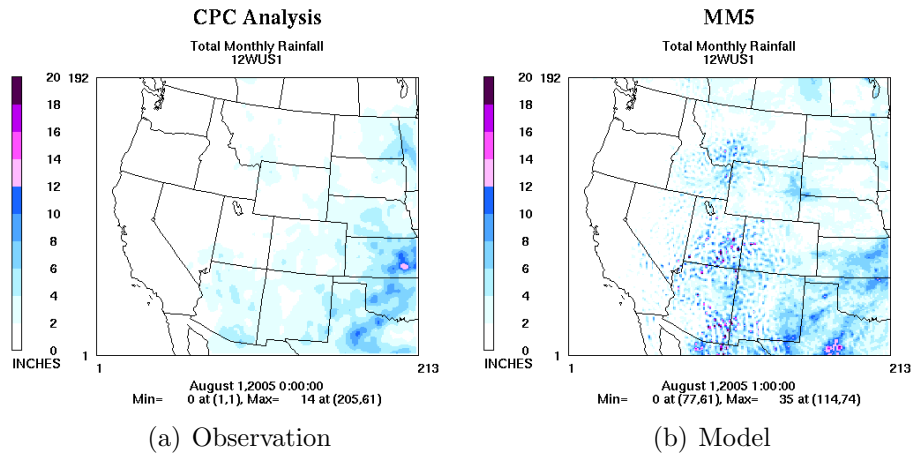 CPC Analysis
Total Monthly Rainfall
12WUS1
192
20
18
16
14
12
10
8
6
4
2
0
INCHES
1
1
213
August 1,2005 0:00:00
Min= 0 at (1,1), Max= 14 at (205,61)
(a) Observation
MM5
Total Monthly Rainfall
12WUS1
192
20
18
16
14
12
10
8
6
4
2
0
INCHES
1
1
213
August 1,2005 1:00:00
Min= 0 at (77,61), Max= 35 at (114,74)
(b) Model